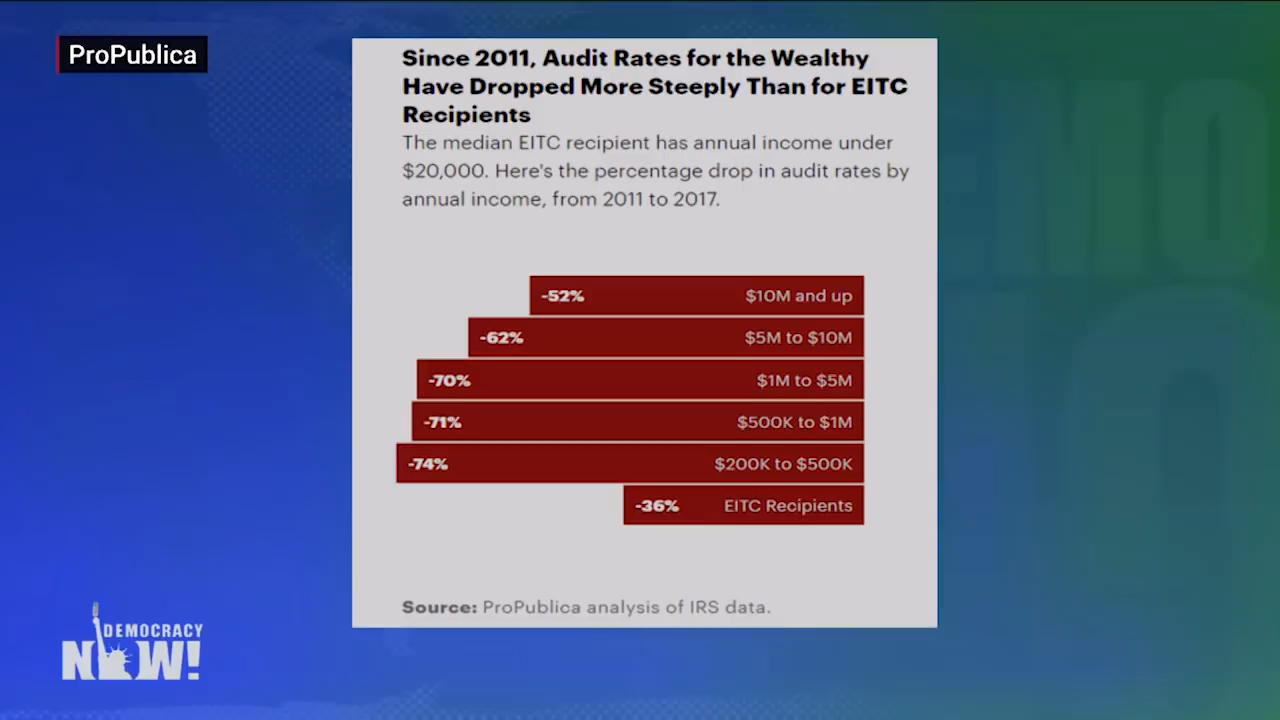 ProPublica
Since 2011, Audit Rates for the Wealthy
Have Dropped More Steeply Than for EITC
Recipients
The median EITC recipient has annual income under
$20,000. Here's the percentage drop in audit rates by
annual income, from 2011 to 2017.
-52% $10M and up
-62% $5M to $10M
-70% $1M to $5M
-71% $500K to $1M
-74% $200K to $500K
-36% EITC Recipients
Source: ProPublica analysis of IRS data.
DEMOCRACY
NOW!